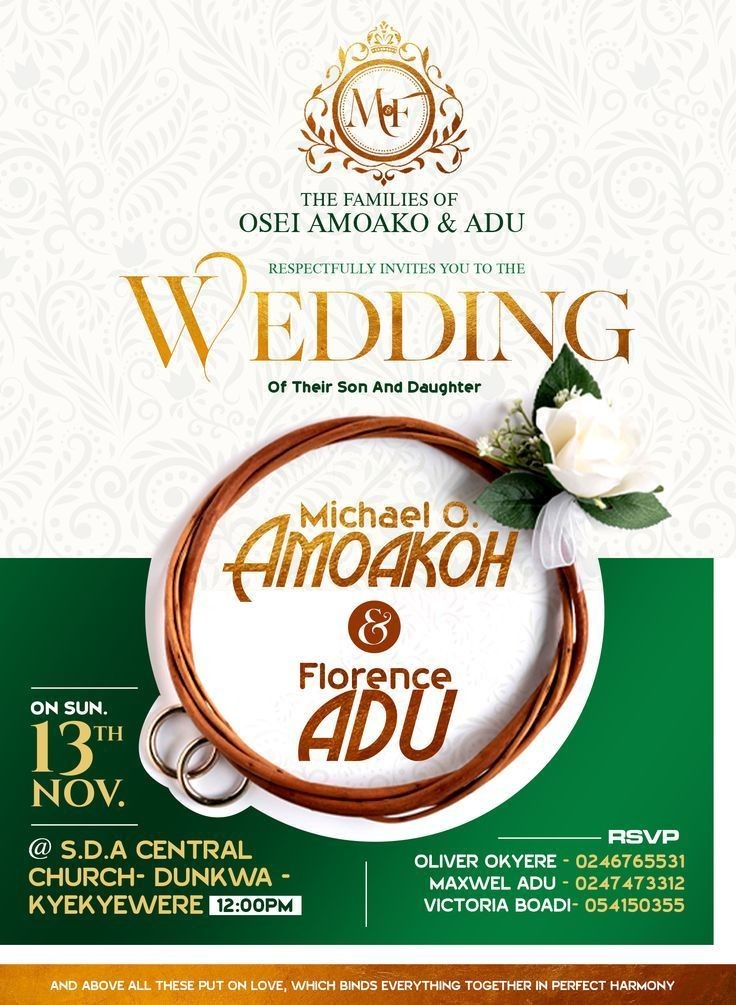 M&F
THE FAMILIES OF
OSEI AMOAKO & ADU
RESPECTFULLY INVITES YOU TO THE
WEDDING
Of Their Son And Daughter
Michael O.
AMOAKOH
&
Florence
ADU
ON SUN.
13TH
NOV.
@ S.D.A CENTRAL
CHURCH- DUNKWA -
KYEKYEWERE 12:00PM
RSVP
OLIVER OKYERE - 0246765531
MAXWEL ADU - 0247473312
VICTORIA BOADI- 054150355
AND ABOVE ALL THESE PUT ON LOVE, WHICH BINDS EVERYTHING TOGETHER IN PERFECT HARMONY